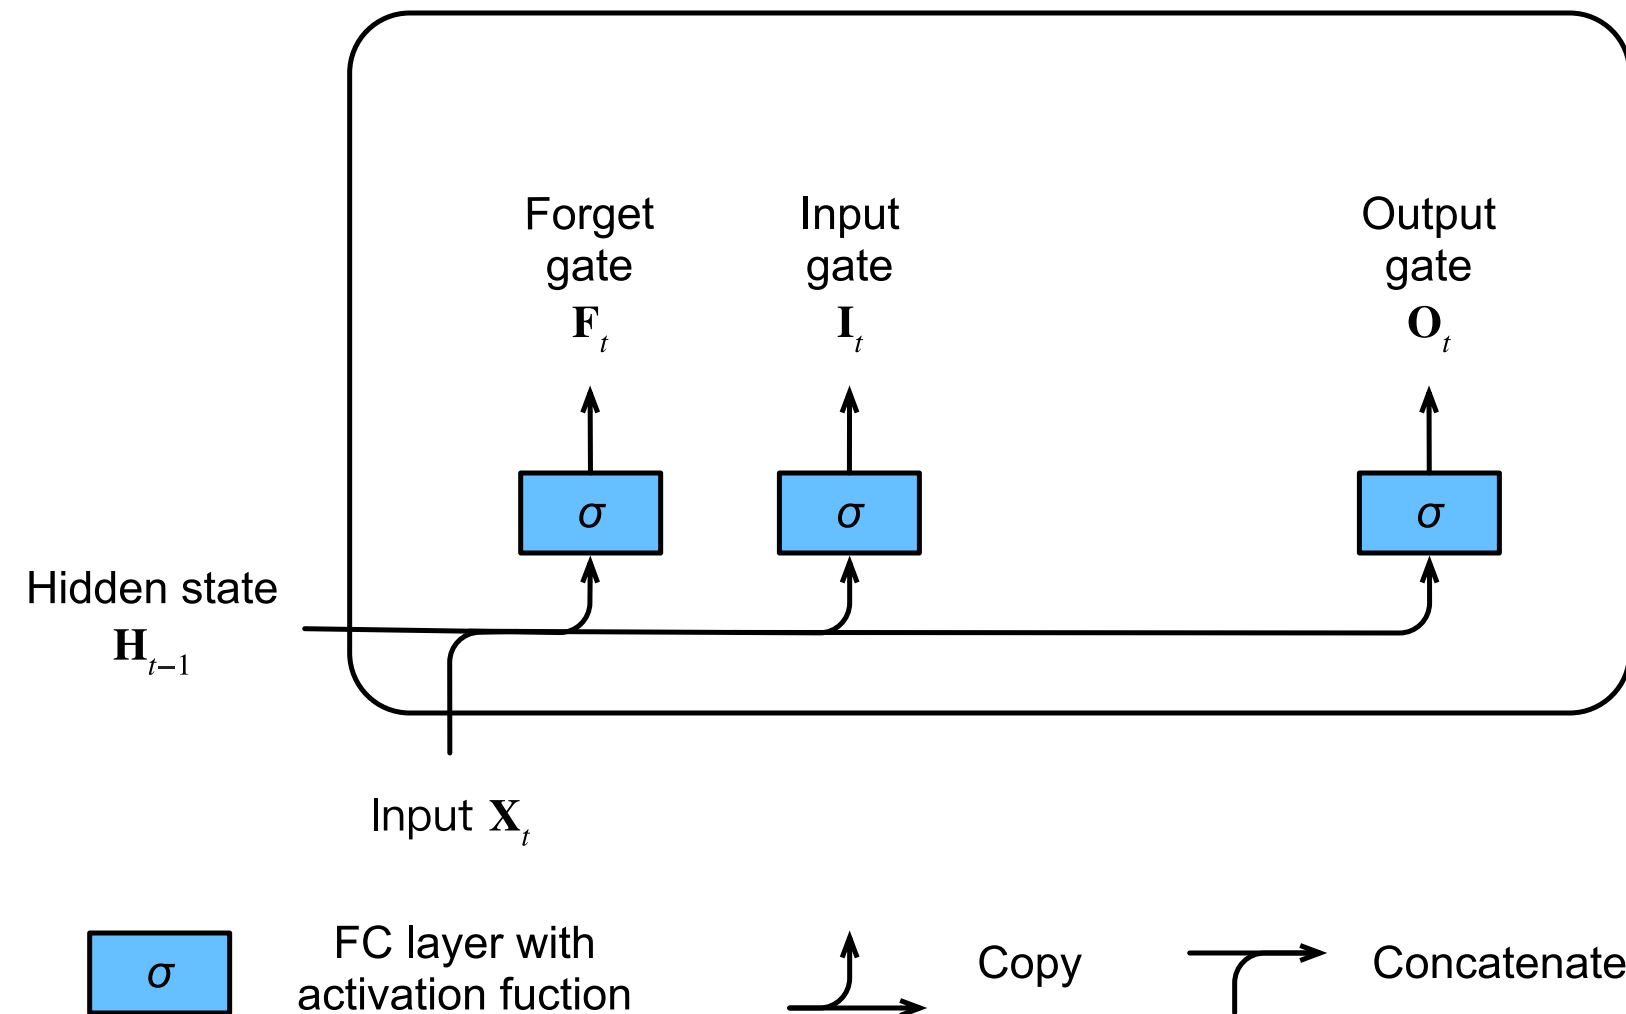 Forget
gate
F_t
Input
gate
I_t
Output
gate
O_t
σ
σ
σ
Hidden state
H_{t−1}
Input X_t
σ
FC layer with
activation fuction
Copy
Concatenate